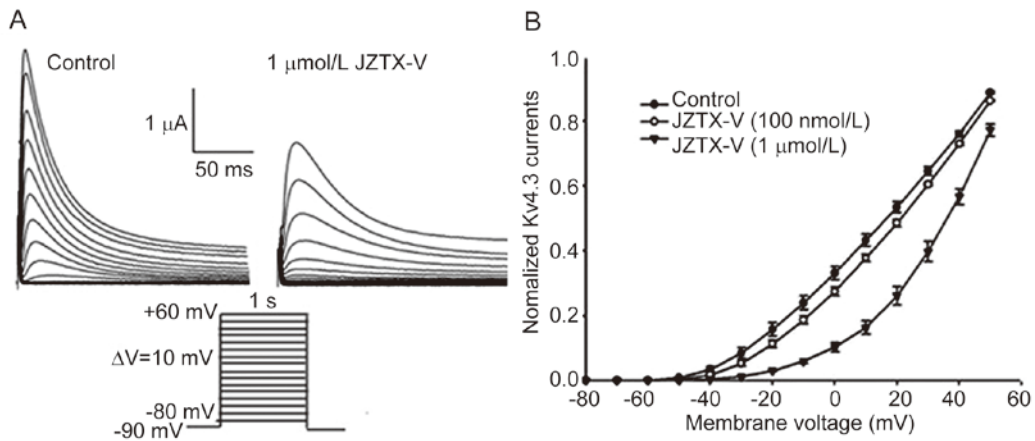 A
Control
1 μmol/L JZTX-V
1 μA
50 ms
1 s
+60 mV
ΔV=10 mV
-80 mV
-90 mV
B
Nomalized Kv4.3 currents
1.0
0.8
0.6
0.4
0.2
0.0
Control
JZTX-V (100 nmol/L)
JZTX-V (1 μmol/L)
-80 -60 -40 -20 0 20 40 60
Membrane voltage (mV)